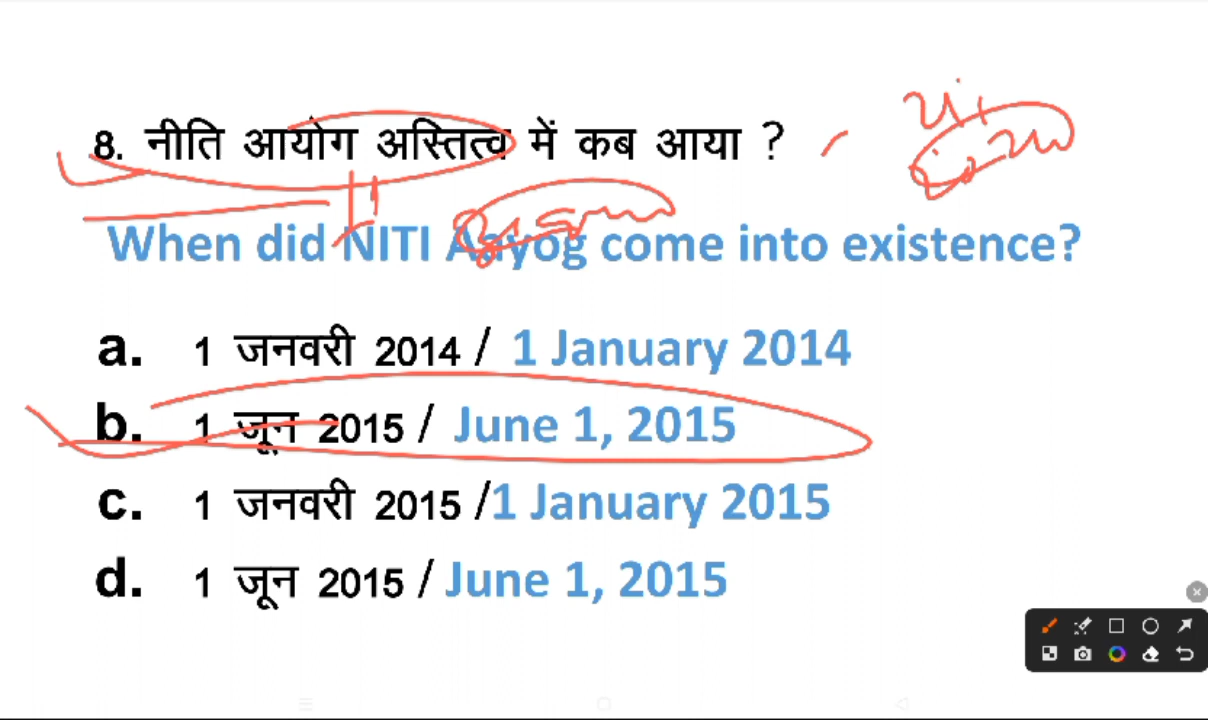 8. नीति आयोग अस्तित्व में कब आया ?
When did NITI Aayog come into existence?
a. 1 जनवरी 2014 / 1 January 2014
b. 1 जून 2015 / June 1, 2015
c. 1 जनवरी 2015 /1 January 2015
d. 1 जून 2015 / June 1, 2015